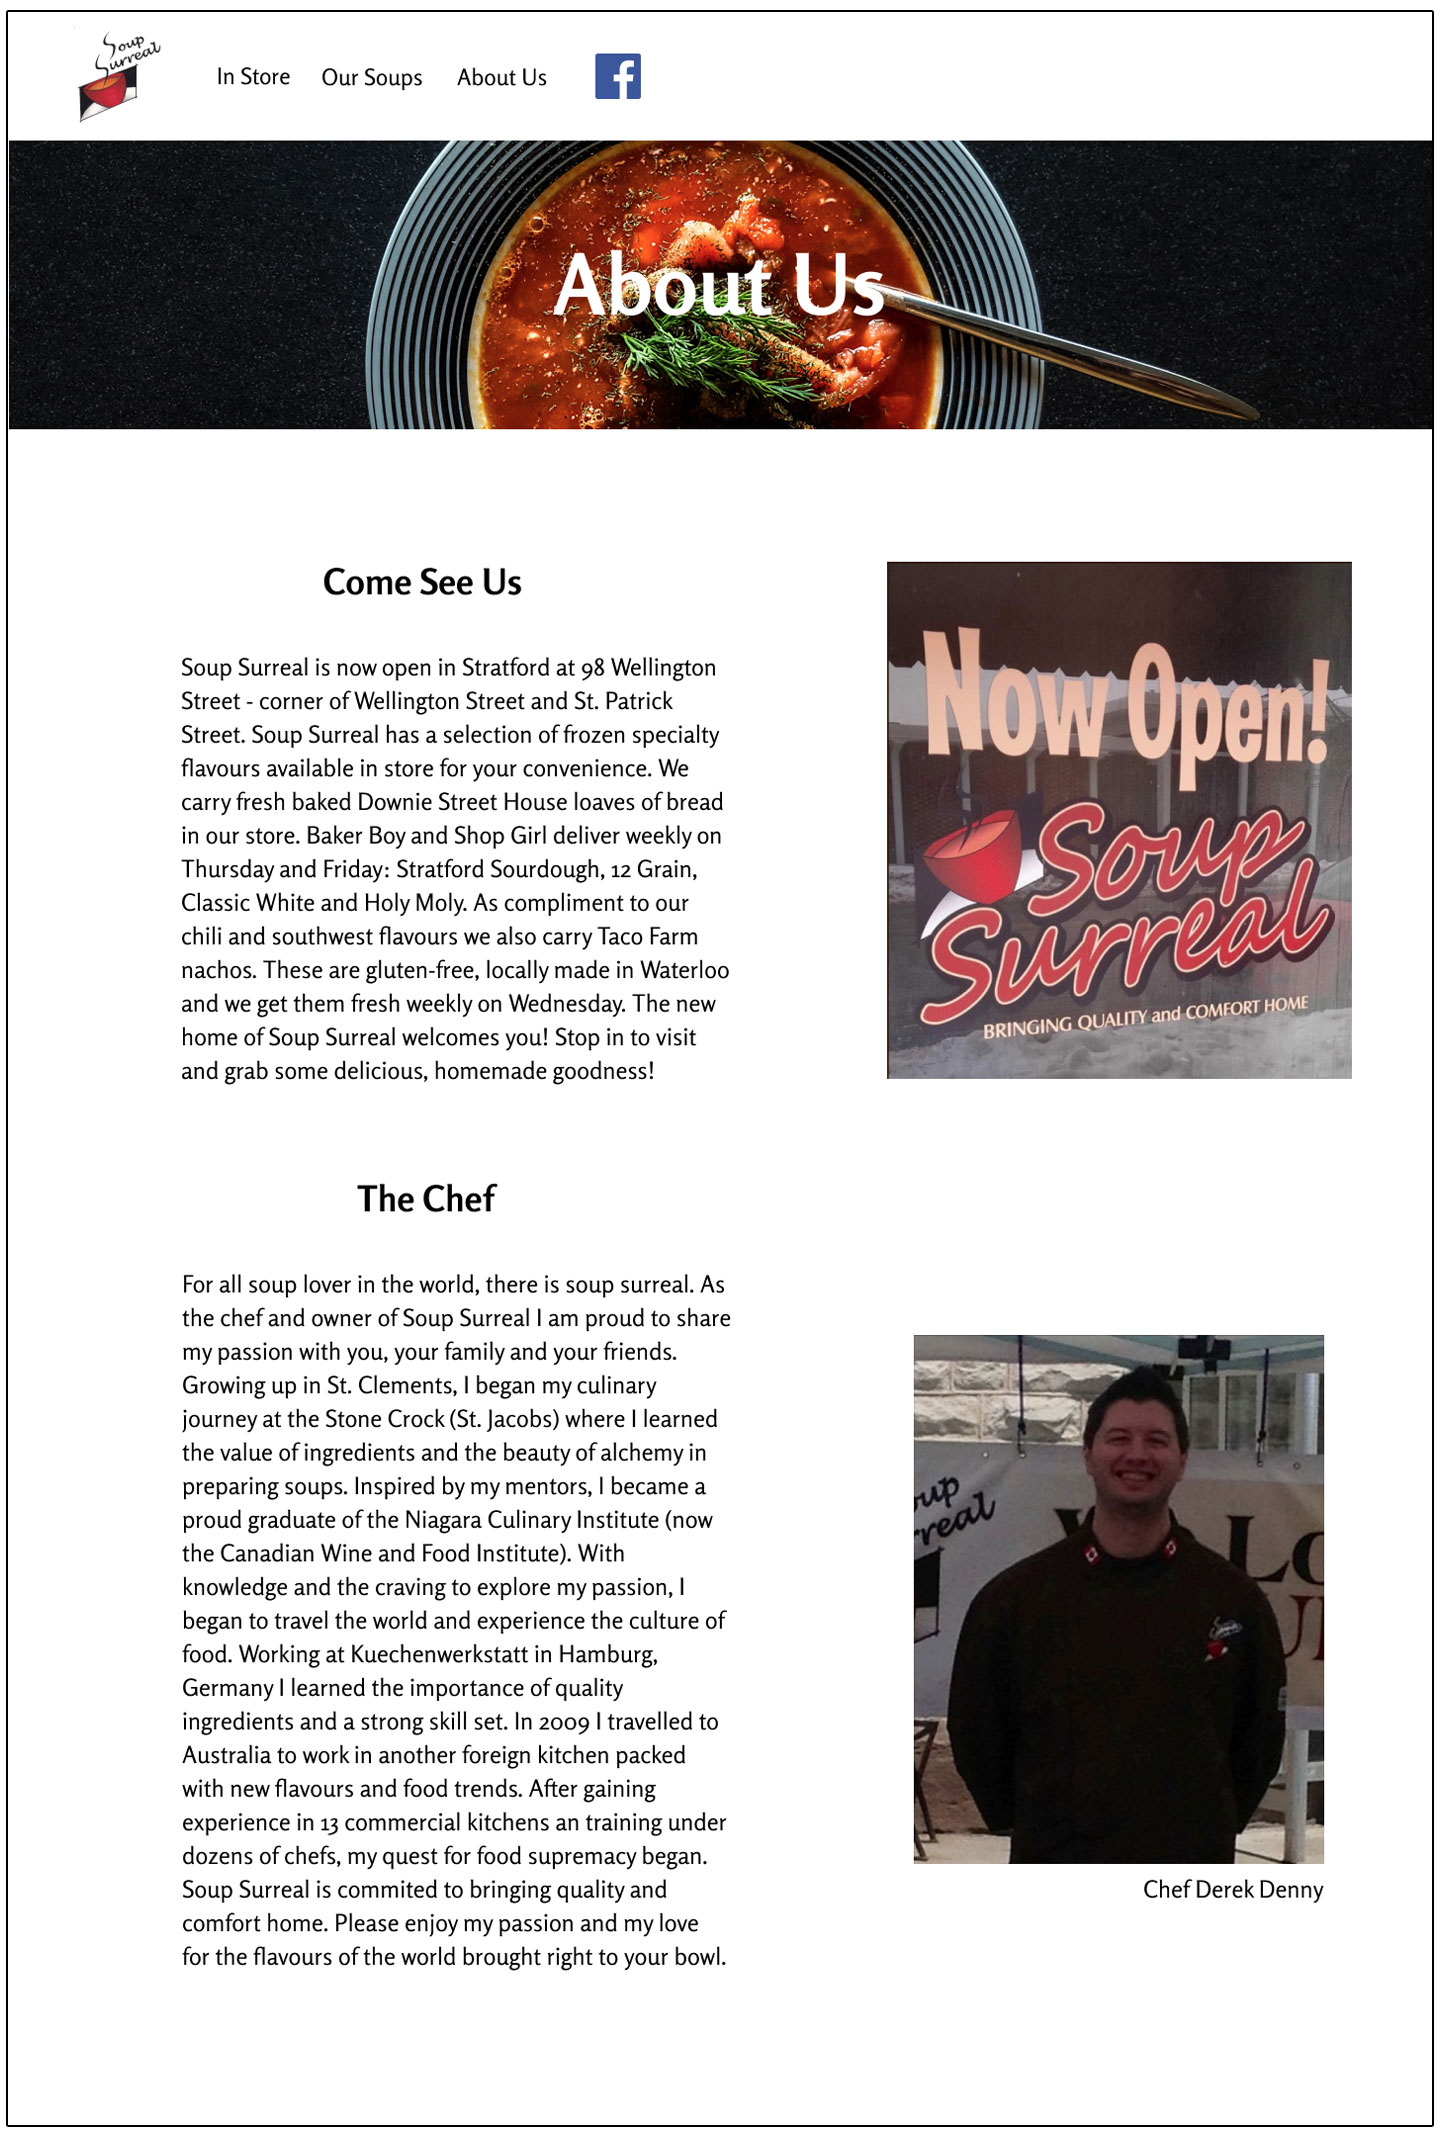 Soup
Surreal
In Store
Our Soups
About Us
About Us
Come See Us
Soup Surreal is now open in Stratford at 98 Wellington
Street - corner of Wellington Street and St. Patrick
Street. Soup Surreal has a selection of frozen specialty
flavours available in store for your convenience. We
carry fresh baked Downie Street House loaves of bread
in our store. Baker Boy and Shop Girl deliver weekly on
Thursday and Friday: Stratford Sourdough, 12 Grain,
Classic White and Holy Moly. As compliment to our
chili and southwest flavours we also carry Taco Farm
nachos. These are gluten-free, locally made in Waterloo
and we get them fresh weekly on Wednesday. The new
home of Soup Surreal welcomes you! Stop in to visit
and grab some delicious, homemade goodness!
Now Open!
Soup
Surreal
BRINGING QUALITY and COMFORT HOME
The Chef
For all soup lover in the world, there is soup surreal. As
the chef and owner of Soup Surreal I am proud to share
my passion with you, your family and your friends.
Growing up in St. Clements, I began my culinary
journey at the Stone Crock (St. Jacobs) where I learned
the value of ingredients and the beauty of alchemy in
preparing soups. Inspired by my mentors, I became a
proud graduate of the Niagara Culinary Institute (now
the Canadian Wine and Food Institute). With
knowledge and the craving to explore my passion, I
began to travel the world and experience the culture of
food. Working at Kuechenwerkstatt in Hamburg,
Germany I learned the importance of quality
ingredients and a strong skill set. In 2009 I travelled to
Australia to work in another foreign kitchen packed
with new flavours and food trends. After gaining
experience in 13 commercial kitchens an training under
dozens of chefs, my quest for food supremacy began.
Soup Surreal is commited to bringing quality and
comfort home. Please enjoy my passion and my love
for the flavours of the world brought right to your bowl.
Chef Derek Denny